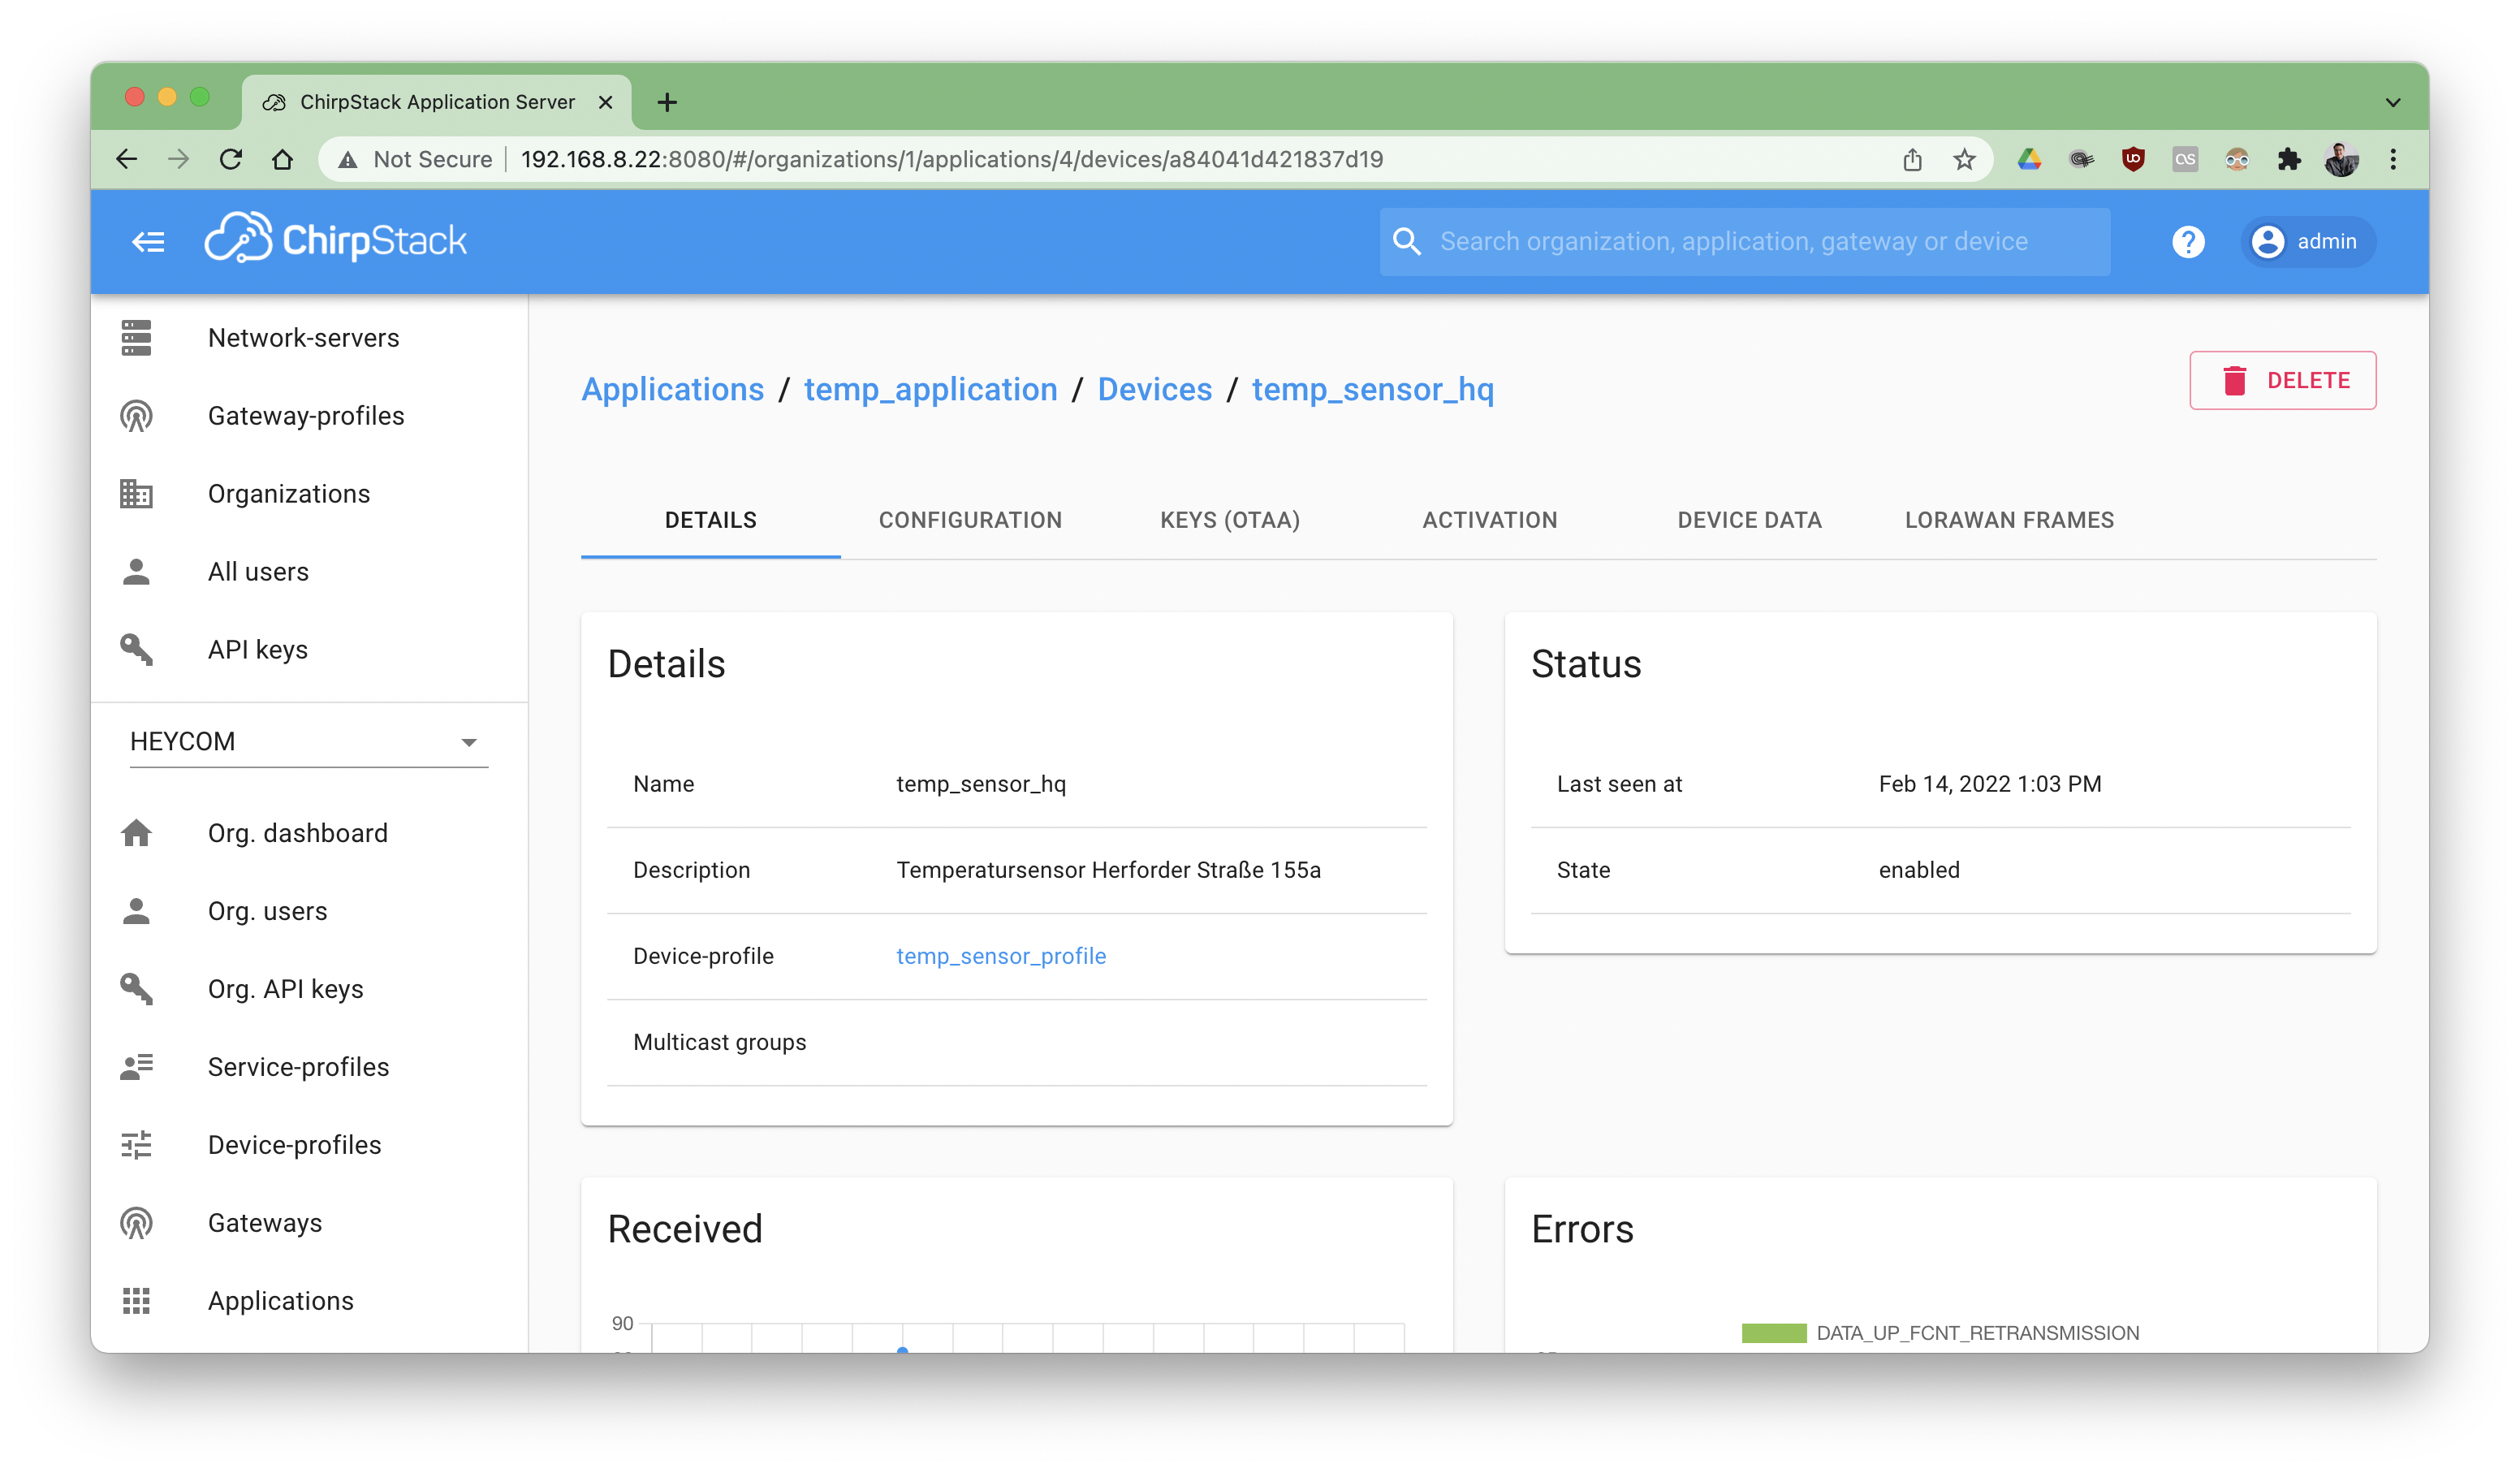 ChirpStack Application Server
Not Secure 192.168.8.22:8080/#/organizations/1/applications/4/devices/a84041d421837d19
ChirpStack
Search organization, application, gateway or device
? admin
Network-servers
Gateway-profiles
Organizations
All users
API keys
HEYCOM
Org. dashboard
Org. users
Org. API keys
Service-profiles
Device-profiles
Gateways
Applications
Applications / temp_application / Devices / temp_sensor_hq
DELETE
DETAILS CONFIGURATION KEYS (OTAA) ACTIVATION DEVICE DATA LORAWAN FRAMES
Details
Name temp_sensor_hq
Description Temperatursensor Herforder Straße 155a
Device-profile temp_sensor_profile
Multicast groups
Status
Last seen at Feb 14, 2022 1:03 PM
State enabled
Received
90
Errors
DATA_UP_FCNT_RETRANSMISSION